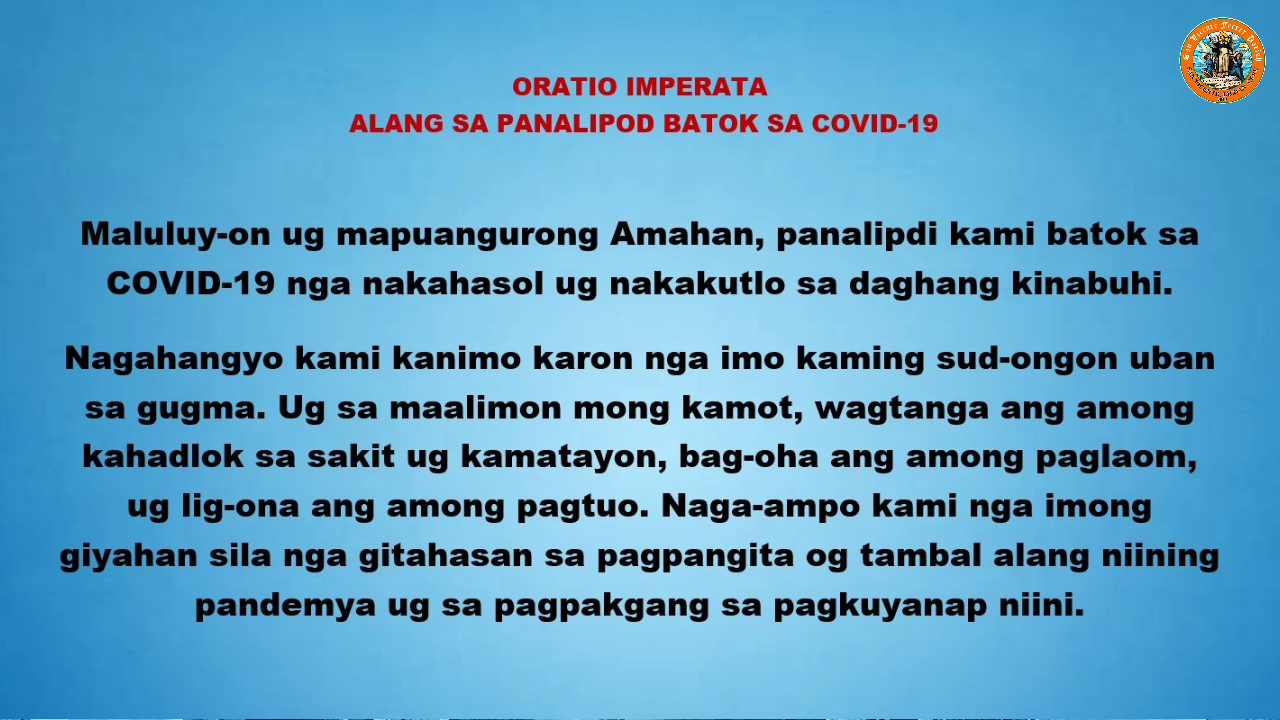 ORATIO IMPERATA
ALANG SA PANALIPOD BATOK SA COVID-19
Maluluy-on ug mapuangurong Amahan, panalipdi kami batok sa
COVID-19 nga nakahasol ug nakakutlo sa daghang kinabuhi.
Nagahangyo kami kanimo karon nga imo kaming sud-ongon uban
sa gugma. Ug sa maalimon mong kamot, wagtanga ang among
kahadlok sa sakit ug kamatayon, bag-oha ang among paglaom,
ug lig-ona ang among pagtuo. Naga-ampo kami nga imong
giyahan sila nga gitahasan sa pagpangita og tambal alang niining
pandemya ug sa pagpakgang sa pagkuyanap niini.